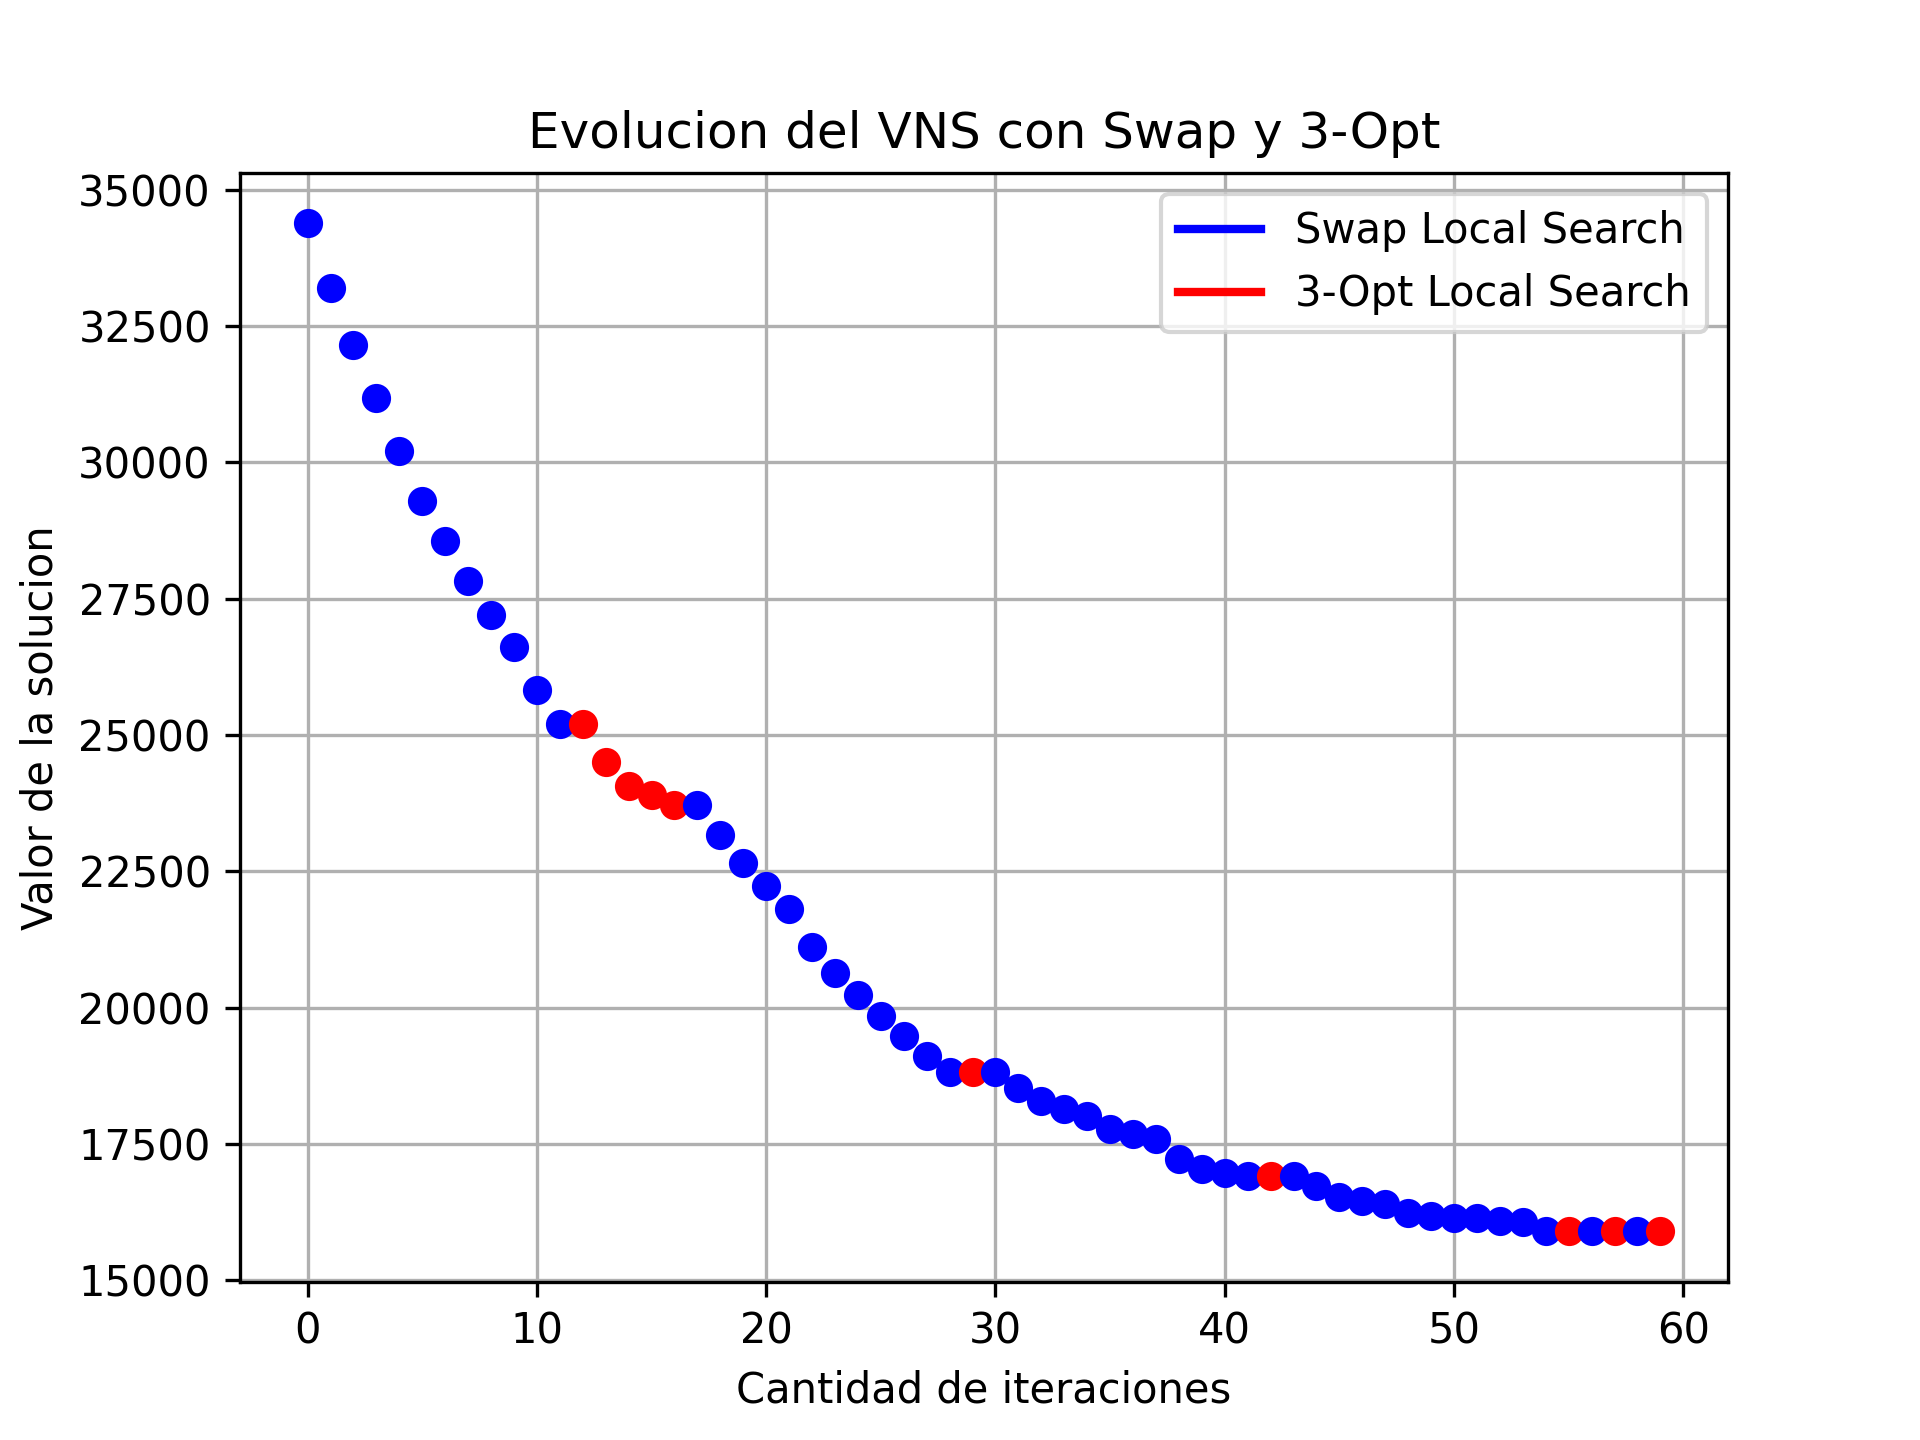 Evolucion del VNS con Swap y 3-Opt
35000
32500
30000
27500
25000
22500
20000
17500
15000
Valor de la solucion
Swap Local Search
3-Opt Local Search
0 10 20 30 40 50 60
Cantidad de iteraciones